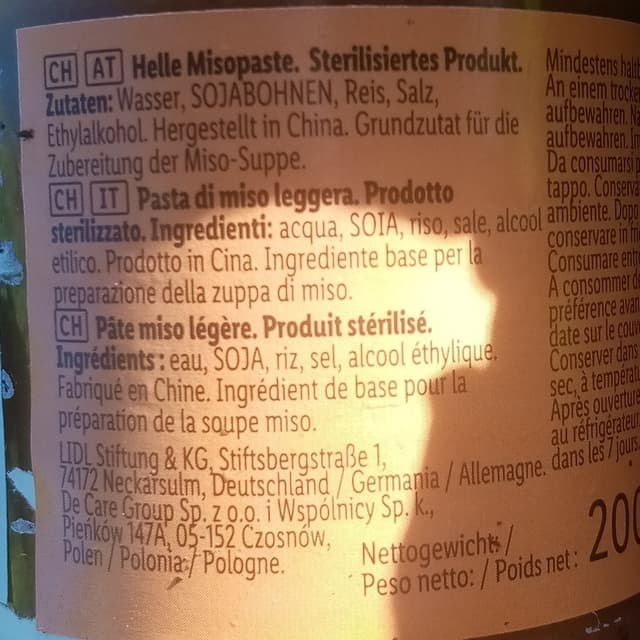 CH AT Helle Misopaste. Sterilisiertes Produkt.
Zutaten: Wasser, SOJABOHNEN, Reis, Salz,
Ethylalkohol. Hergestellt in China. Grundzutat für die
Zubereitung der Miso-Suppe.
CH IT Pasta di miso leggera. Prodotto
sterilizzato. Ingredienti: acqua, SOIA, riso, sale, alcool
etilico. Prodotto in Cina. Ingrediente base per la
preparazione della zuppa di miso.
CH Pâte miso légère. Produit stérilisé.
Ingrédients : eau, SOJA, riz, sel, alcool éthylique.
Fabriqué en Chine. Ingrédient de base pour la
préparation de la soupe miso.
LIDL Stiftung & KG, Stiftsbergstraße 1,
74172 Neckarsulm, Deutschland / Germania / Allemagne.
De Care Group Sp. z o.o. i Wspólnicy Sp. k.,
Pieńków 147A, 05-152 Czosnów,
Polen / Polonia / Pologne.
Nettogewicht: /
Peso netto: / Poids net: 200
Mindestens
An einem
aufbewahren.
aufbewahren.
Da consumarsi
tappo.
ambiente. Dopo
conservare in
Consumare
À consommer
préférence
date sur le
Conserver dans
sec, à
Après ouverture
au réfrigérateur
dans les 7 jours.